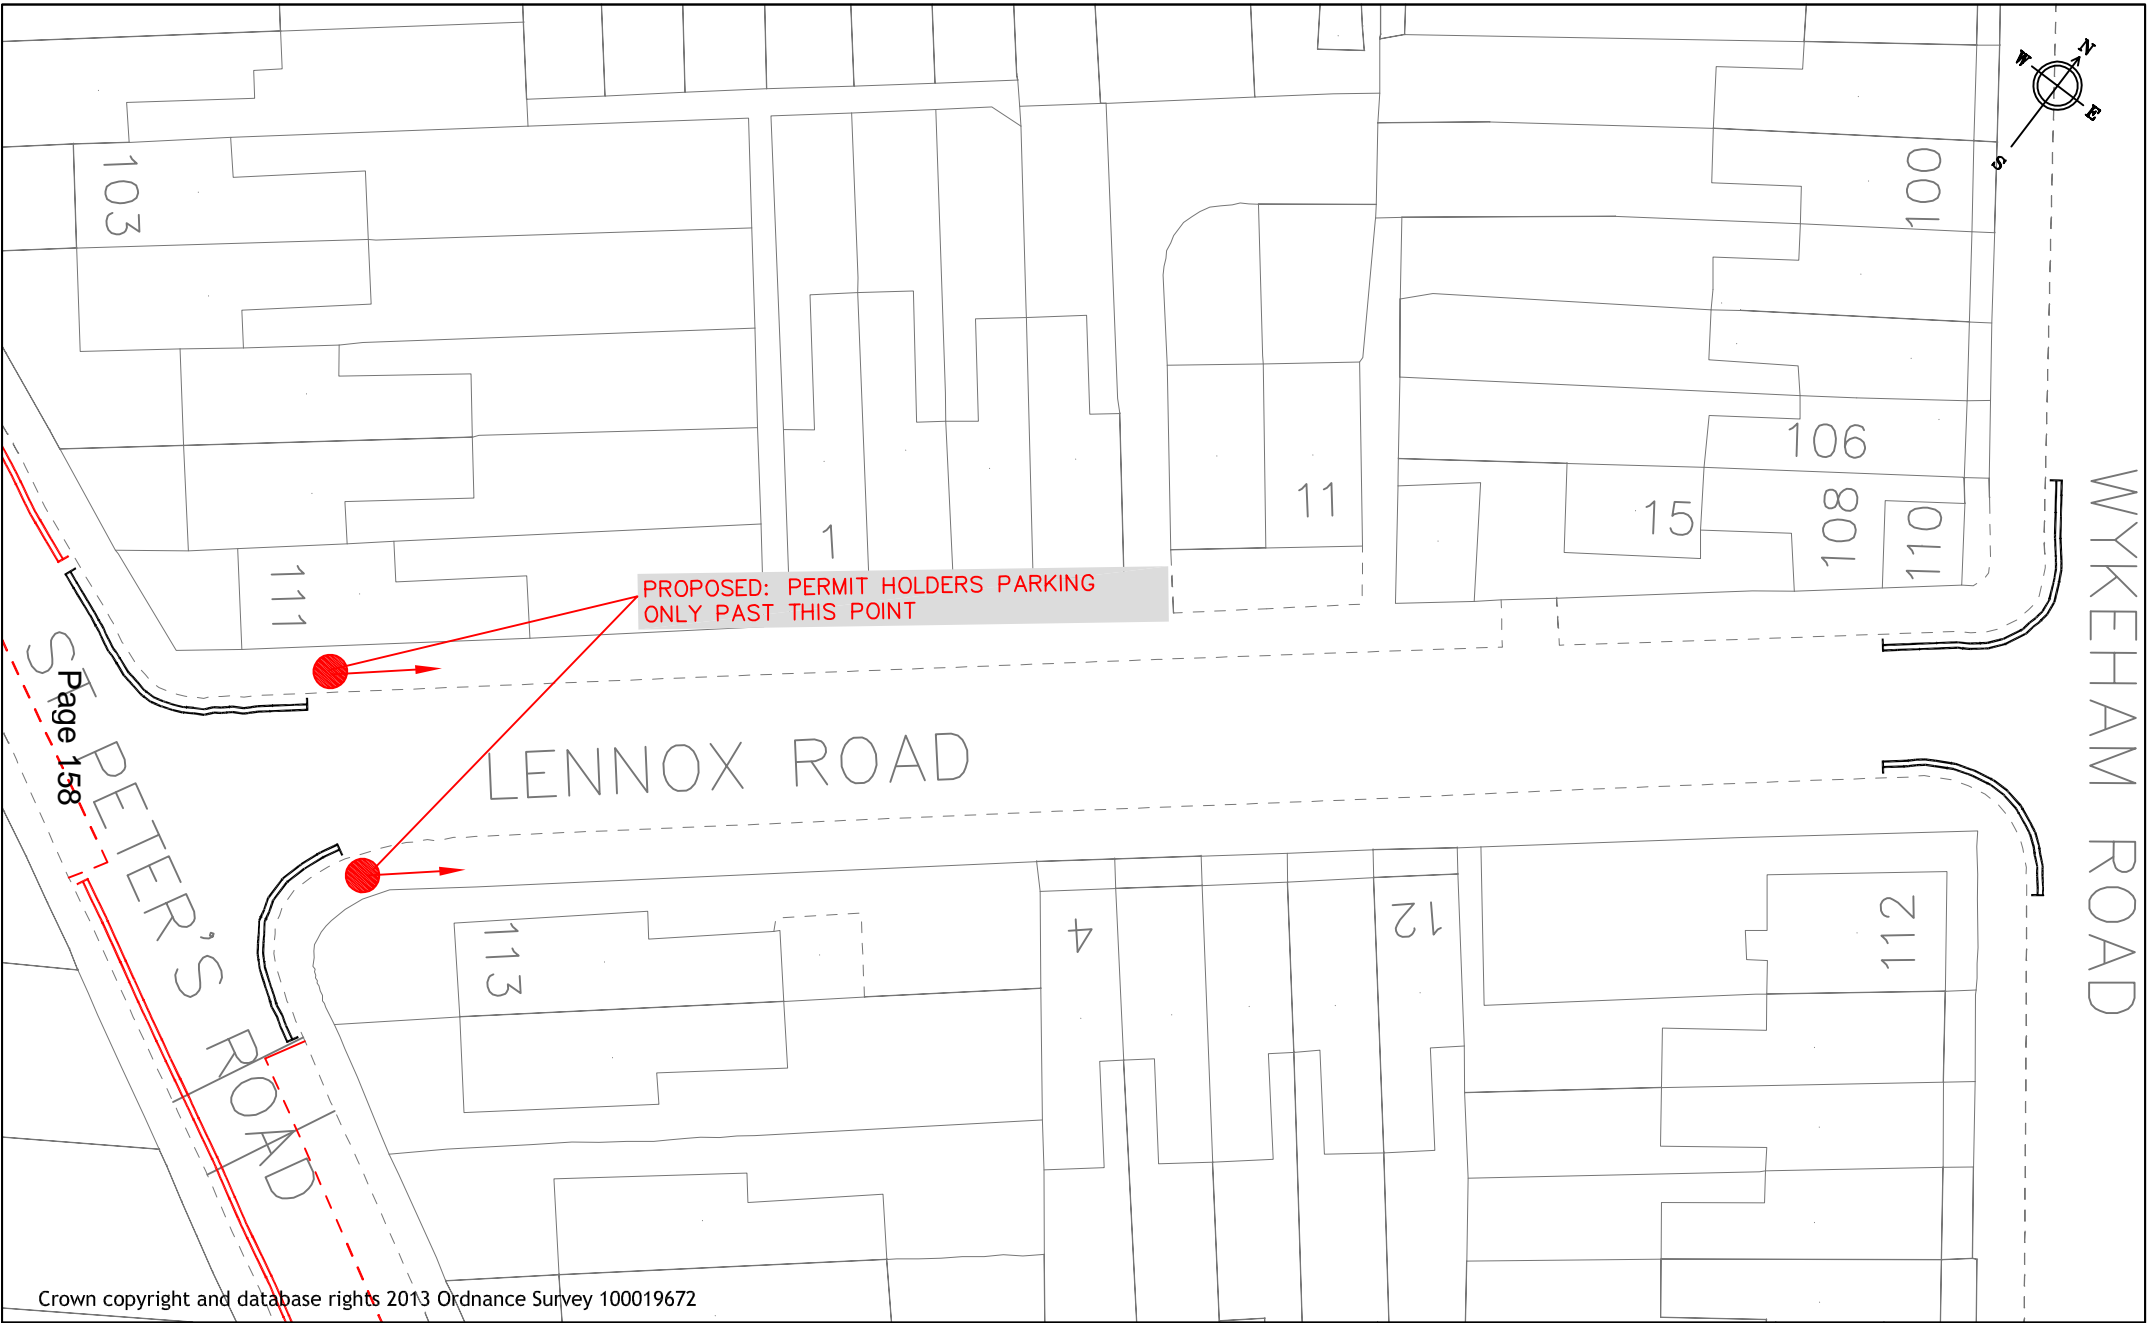 N
W
E
S
103
100
106
11
15
108
110
1
111
PROPOSED: PERMIT HOLDERS PARKING
ONLY PAST THIS POINT
WYKEHAM ROAD
ST PETER'S ROAD
Page 158
LENNOX ROAD
113
4
12
112
Crown copyright and database rights 2013 Ordnance Survey 100019672